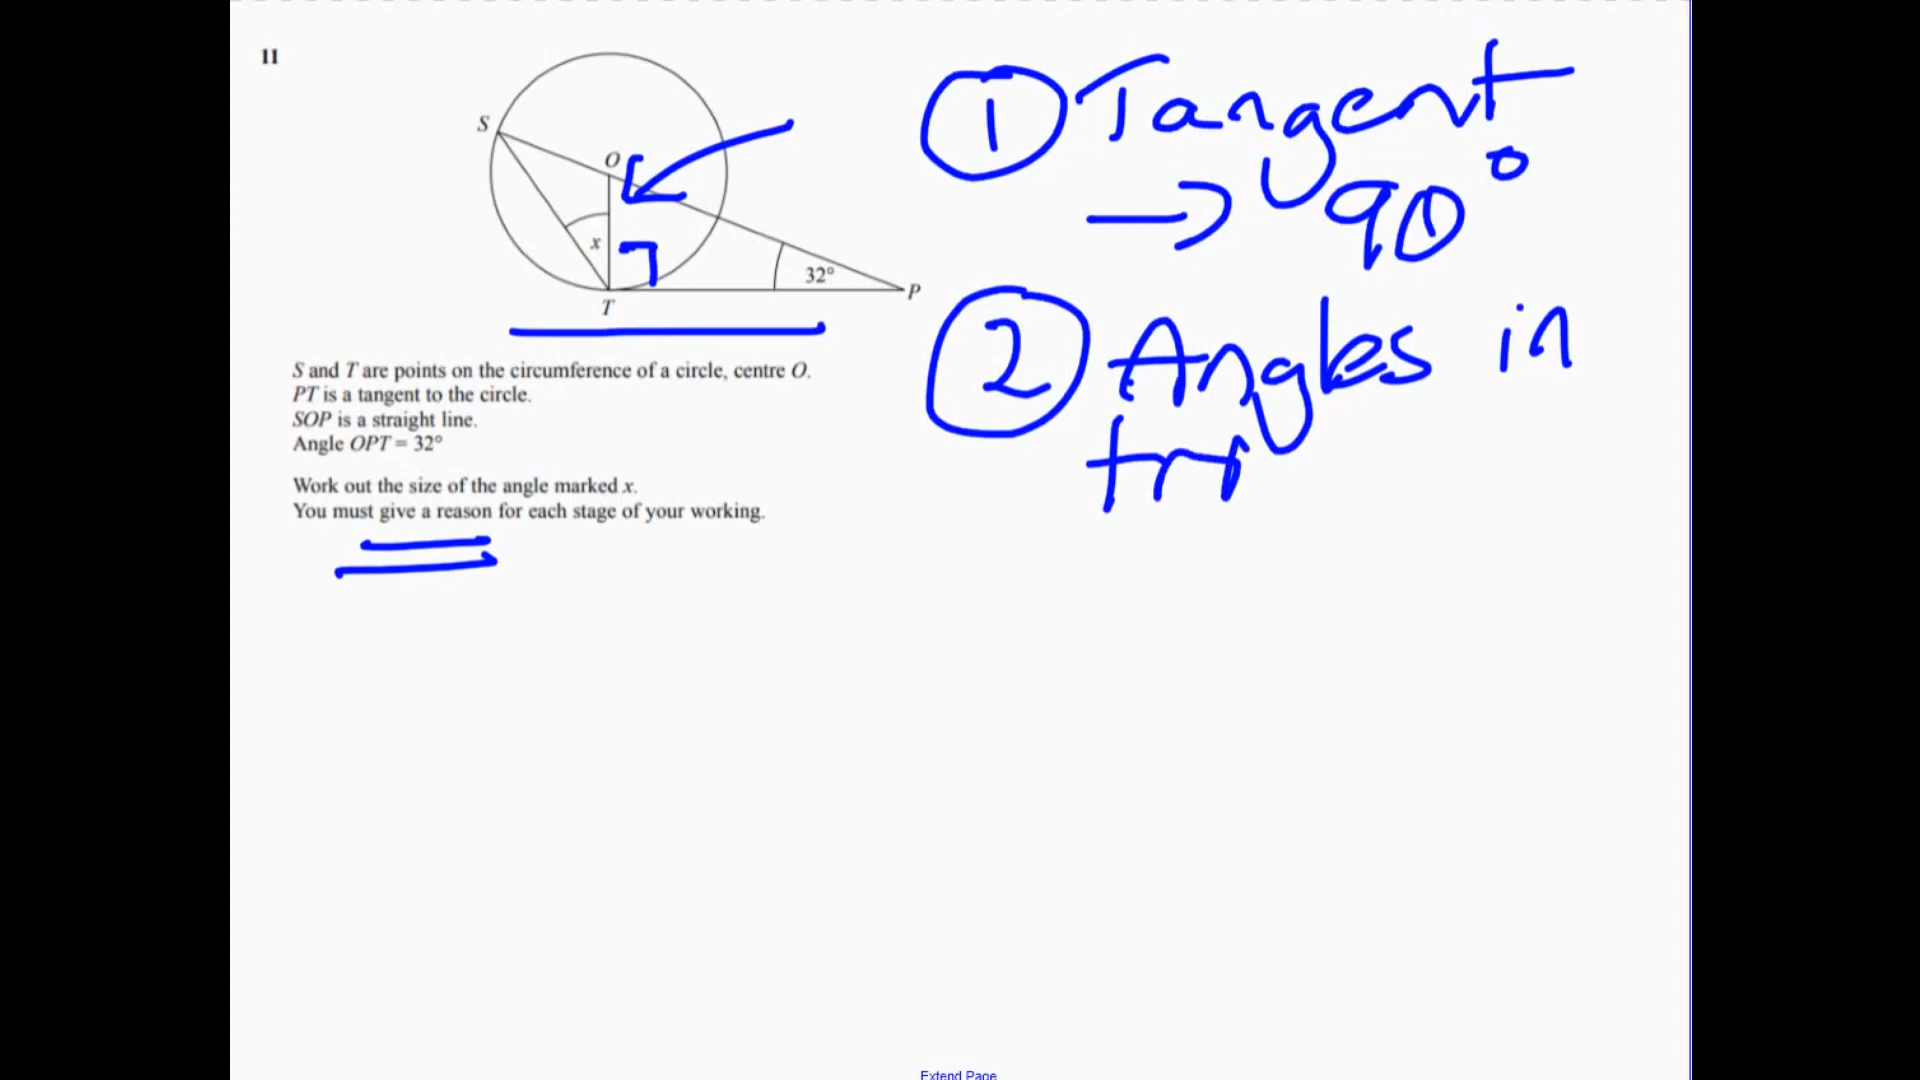 11
S
O
x
32°
P
T
S and T are points on the circumference of a circle, centre O.
PT is a tangent to the circle.
SOP is a straight line.
Angle OPT = 32°
Work out the size of the angle marked x.
You must give a reason for each stage of your working.
1 Tangent
→ 90°
2 Angles in
tri
Extend Page